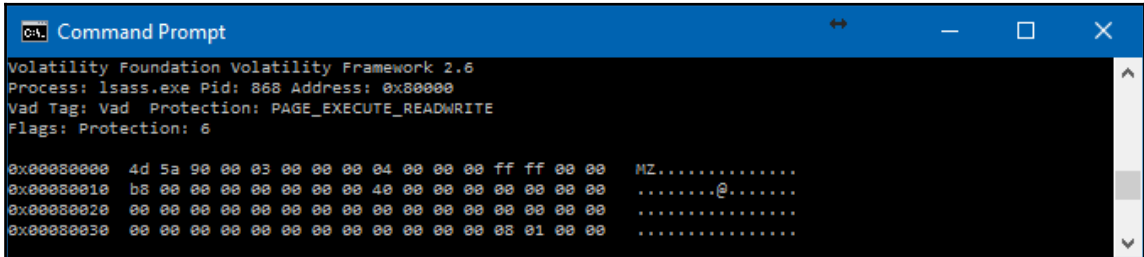 Command Prompt
Volatility Foundation Volatility Framework 2.6
Process: lsass.exe Pid: 868 Address: 0x80000
Vad Tag: Vad  Protection: PAGE_EXECUTE_READWRITE
Flags: Protection: 6
0x00080000  4d 5a 90 00 03 00 00 00 04 00 00 00 ff ff 00 00   MZ..............
0x00080010  b8 00 00 00 00 00 00 00 40 00 00 00 00 00 00 00   ........@.......
0x00080020  00 00 00 00 00 00 00 00 00 00 00 00 00 00 00 00   ................
0x00080030  00 00 00 00 00 00 00 00 00 00 00 00 08 01 00 00   ................